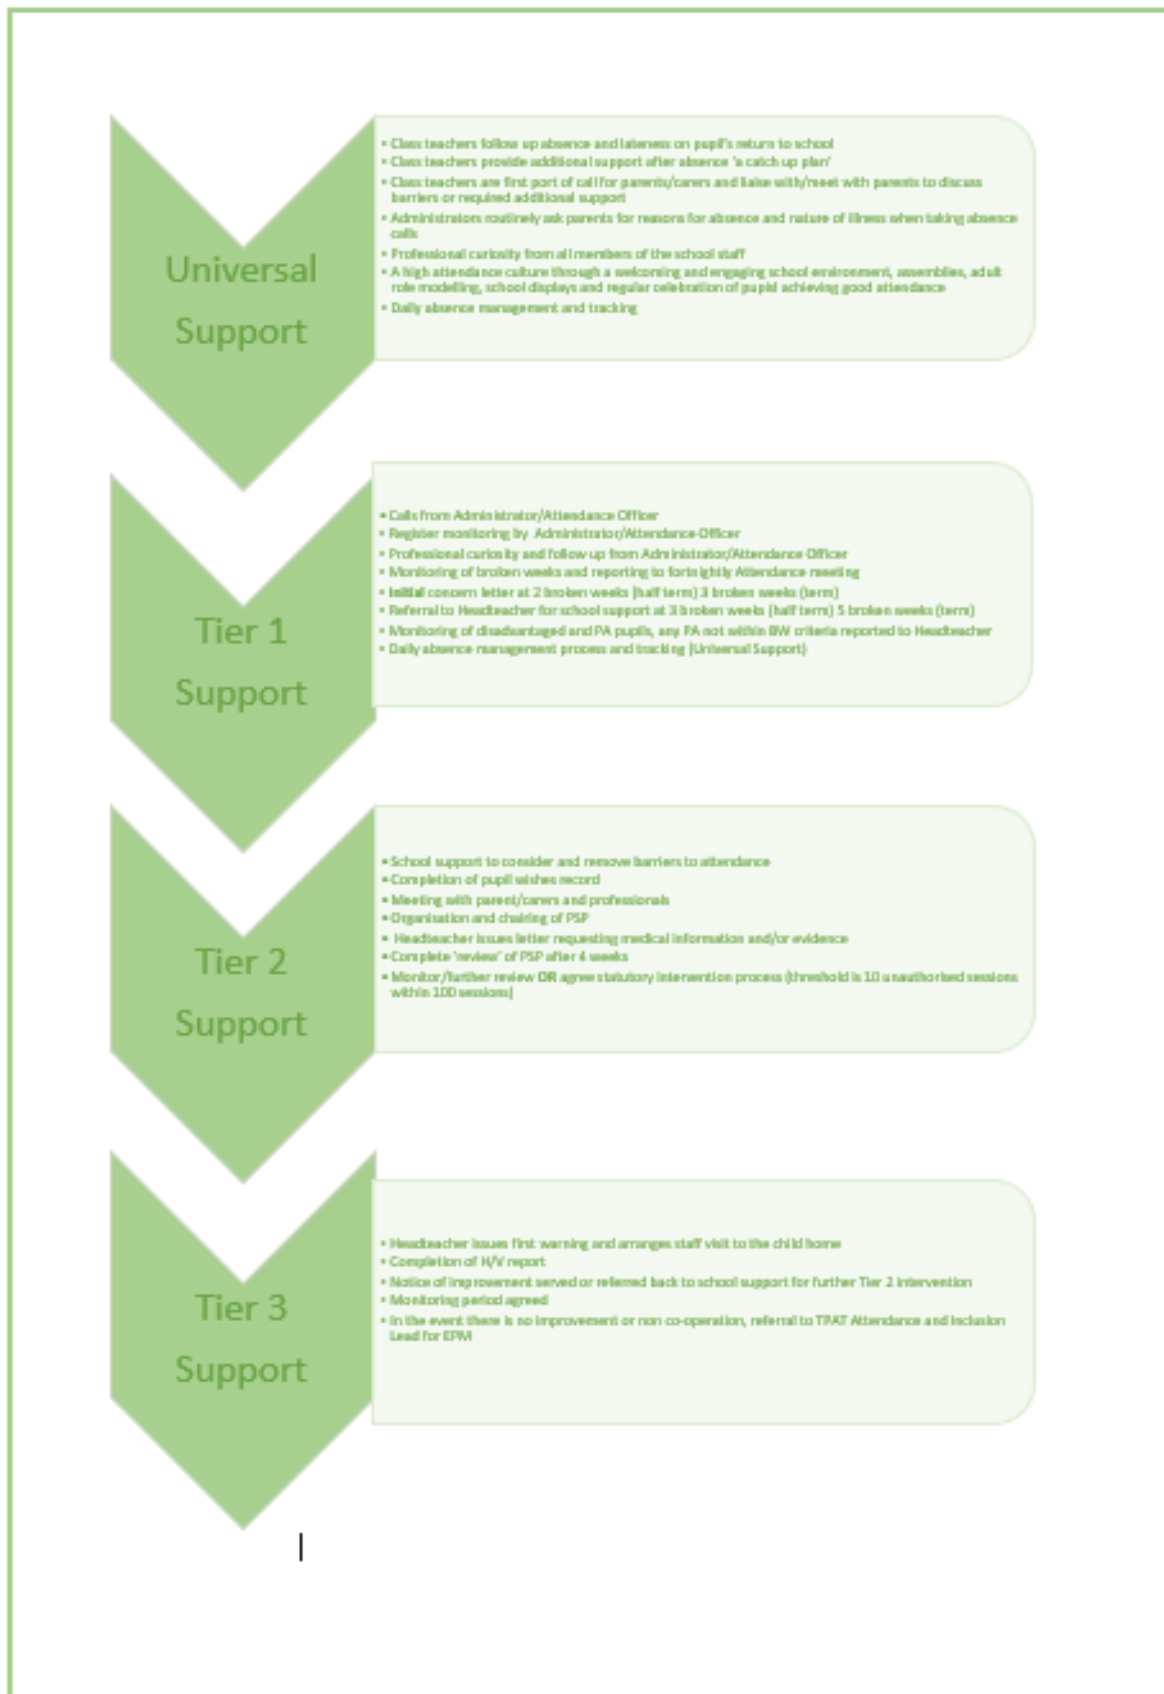 Universal
Support
▪ Class teachers follow up absence and lateness on pupil's return to school
▪ Class teachers provide additional support after absence 'a catch up plan'
▪ Class teachers are first port of call for parents/carers and liaise with/meet with parents to discuss
barriers or required additional support
▪ Administrators routinely ask parents for reasons for absence and nature of illness when taking absence
calls
▪ Professional curiosity from all members of the school staff
▪ A high attendance culture through a welcoming and engaging school environment, assemblies, adult
role modelling, school displays and regular celebration of pupisl achieving good attendance
▪ Daily absence management and tracking
Tier 1
Support
▪ Calls from Administrator/Attendance Officer
▪ Register monitoring by Administrator/Attendance Officer
▪ Professional curiosity and follow up from Administrator/Attendance Officer
▪ Monitoring of broken weeks and reporting to fortnightly Attendance meeting
▪ Initial concern letter at 2 broken weeks (half term) 3 broken weeks (term)
▪ Referral to Headteacher for school support at 3 broken weeks (half term) 5 broken weeks (term)
▪ Monitoring of disadvantaged and PA pupils, any PA not within BW criteria reported to Headteacher
▪ Daily absence management process and tracking (Universal Support)
Tier 2
Support
▪ School support to consider and remove barriers to attendance
▪ Completion of pupil wishes record
▪ Meeting with parent/carers and professionals
▪ Organisation and chairing of PSP
▪ Headteacher issues letter requesting medical information and/or evidence
▪ Complete 'review' of PSP after 4 weeks
▪ Monitor/further review OR agree statutory intervention process (threshold is 10 unauthorised sessions
within 100 sessions)
Tier 3
Support
▪ Headteacher issues first warning and arranges staff visit to the child home
▪ Completion of H/V report
▪ Notice of improvement served or referred back to school support for further Tier 2 intervention
▪ Monitoring period agreed
▪ In the event there is no improvement or non co-operation, referral to TPAT Attendance and Inclusion
Lead for EPM